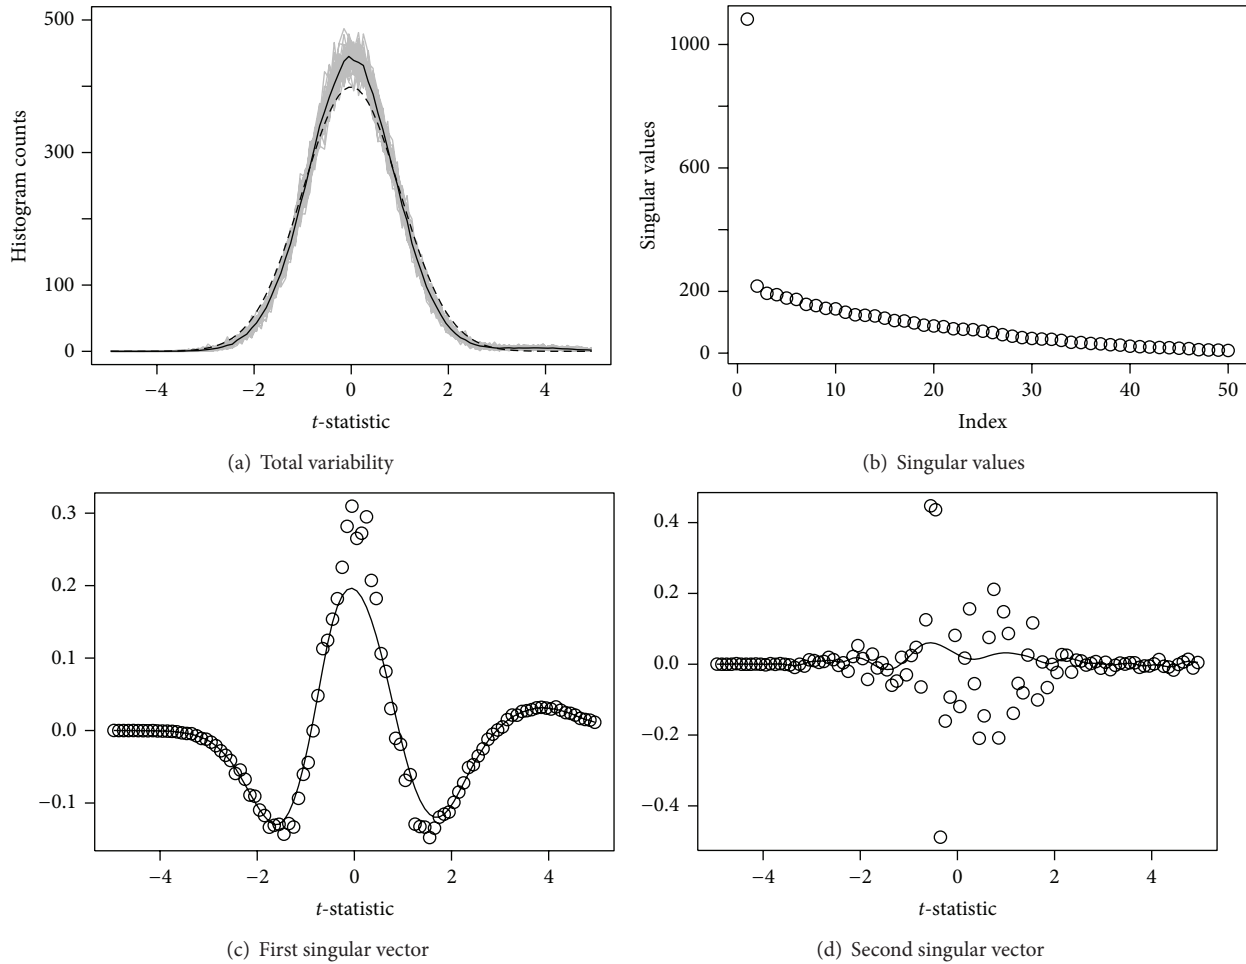 500
300
100
0
Histogram counts
−4 −2 0 2 4
t-statistic
(a) Total variability
1000
600
200
0
Singular values
0 10 20 30 40 50
Index
(b) Singular values
0.3
0.2
0.1
0.0
−0.1
−4 −2 0 2 4
t-statistic
(c) First singular vector
0.4
0.2
0.0
−0.2
−0.4
−4 −2 0 2 4
t-statistic
(d) Second singular vector